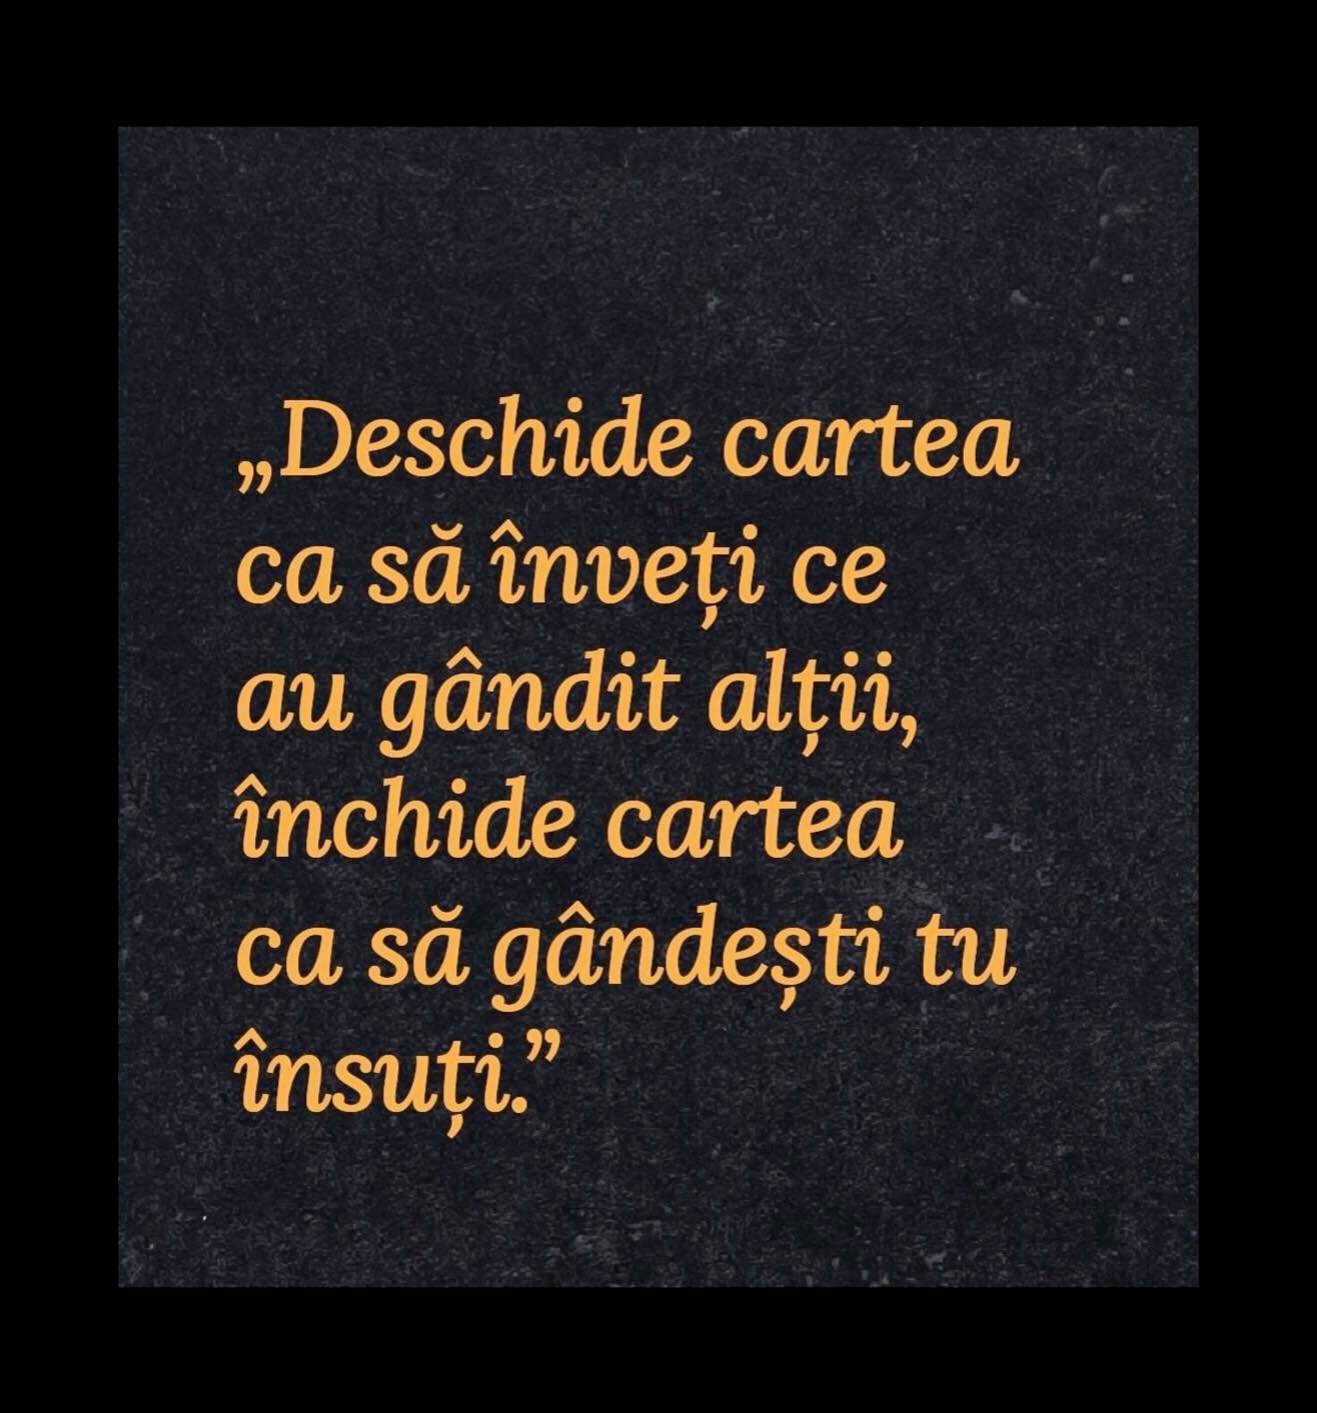 „Deschide cartea
ca să înveți ce
au gândit alții,
închide cartea
ca să gândești tu
însuți.”